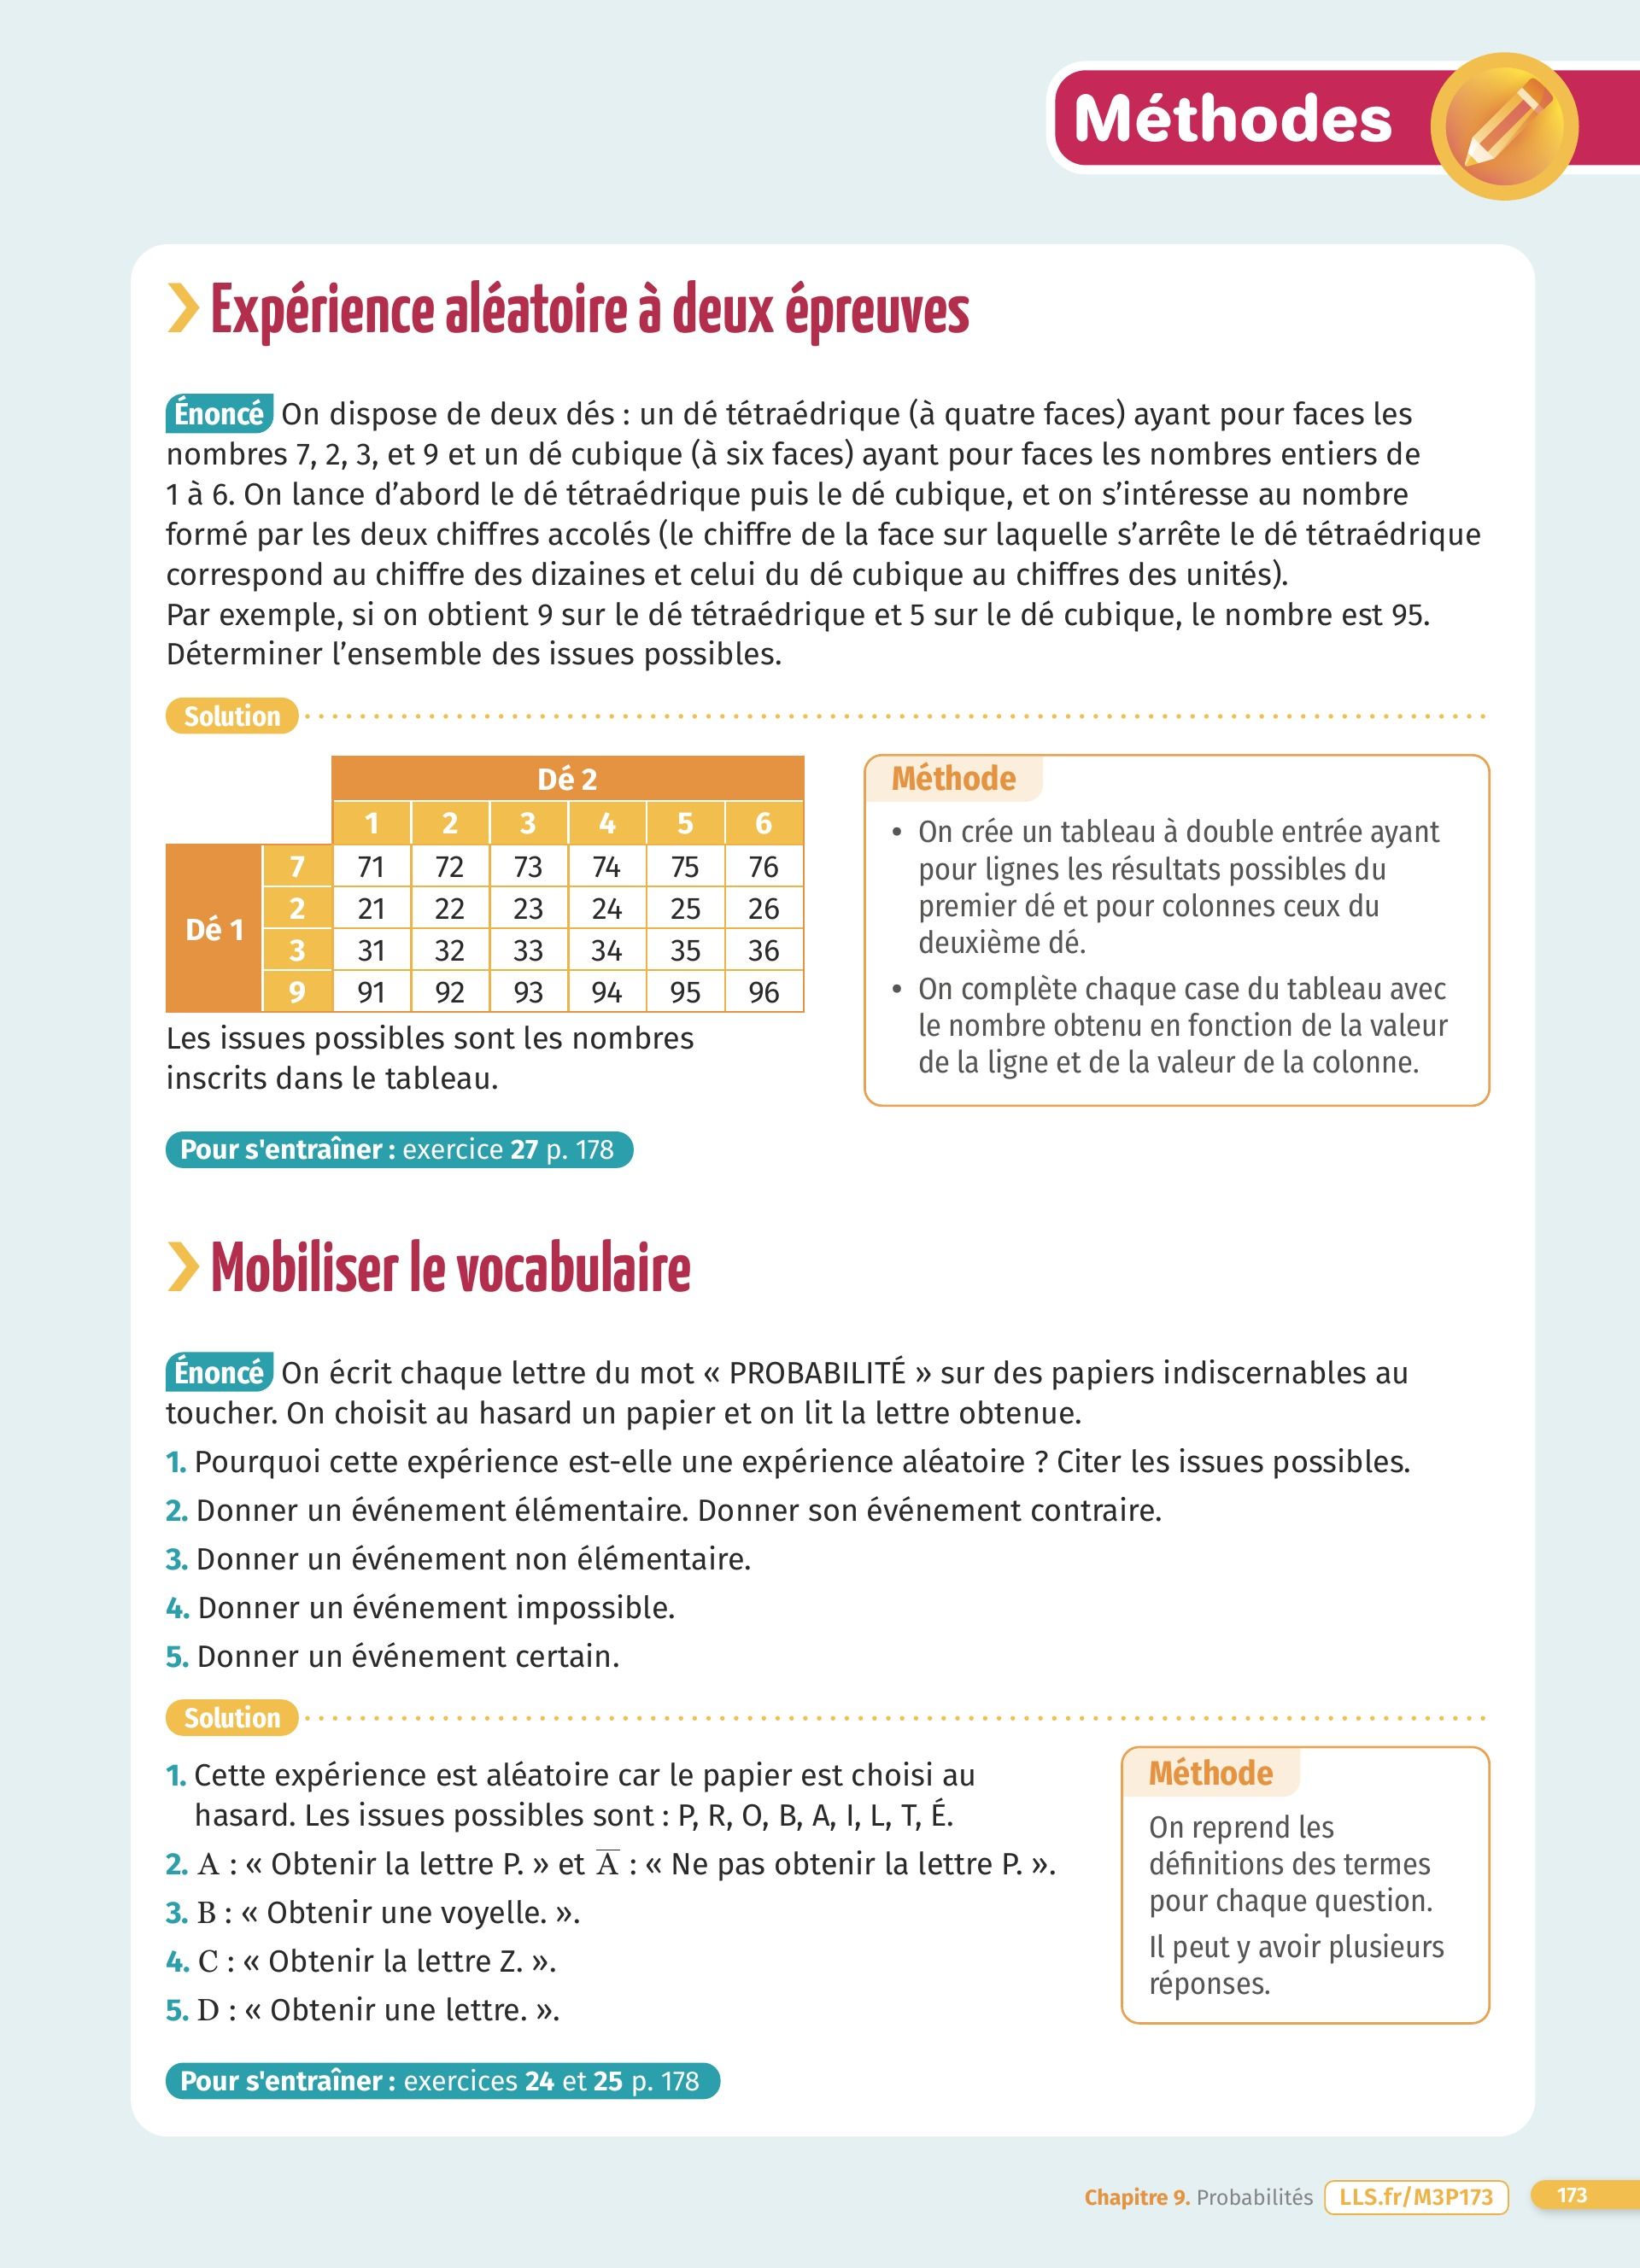 Méthodes
Expérience aléatoire à deux épreuves
Énoncé On dispose de deux dés : un dé tétraédrique (à quatre faces) ayant pour faces les
nombres 7, 2, 3, et 9 et un dé cubique (à six faces) ayant pour faces les nombres entiers de
1 à 6. On lance d’abord le dé tétraédrique puis le dé cubique, et on s’intéresse au nombre
formé par les deux chiffres accolés (le chiffre de la face sur laquelle s’arrête le dé tétraédrique
correspond au chiffre des dizaines et celui du dé cubique au chiffres des unités).
Par exemple, si on obtient 9 sur le dé tétraédrique et 5 sur le dé cubique, le nombre est 95.
Déterminer l’ensemble des issues possibles.
Solution
Dé 2
1 2 3 4 5 6
7 71 72 73 74 75 76
2 21 22 23 24 25 26
Dé 1
3 31 32 33 34 35 36
9 91 92 93 94 95 96
Les issues possibles sont les nombres
inscrits dans le tableau.
Méthode
• On crée un tableau à double entrée ayant
pour lignes les résultats possibles du
premier dé et pour colonnes ceux du
deuxième dé.
• On complète chaque case du tableau avec
le nombre obtenu en fonction de la valeur
de la ligne et de la valeur de la colonne.
Pour s'entraîner : exercice 27 p. 178
Mobiliser le vocabulaire
Énoncé On écrit chaque lettre du mot « PROBABILITÉ » sur des papiers indiscernables au
toucher. On choisit au hasard un papier et on lit la lettre obtenue.
1. Pourquoi cette expérience est-elle une expérience aléatoire ? Citer les issues possibles.
2. Donner un événement élémentaire. Donner son événement contraire.
3. Donner un événement non élémentaire.
4. Donner un événement impossible.
5. Donner un événement certain.
Solution
1. Cette expérience est aléatoire car le papier est choisi au
hasard. Les issues possibles sont : P, R, O, B, A, I, L, T, É.
2. A : « Obtenir la lettre P. » et A̅ : « Ne pas obtenir la lettre P. ».
3. B : « Obtenir une voyelle. ».
4. C : « Obtenir la lettre Z. ».
5. D : « Obtenir une lettre. ».
Méthode
On reprend les
définitions des termes
pour chaque question.
Il peut y avoir plusieurs
réponses.
Pour s'entraîner : exercices 24 et 25 p. 178
Chapitre 9. Probabilités LLS.fr/M3P173 173